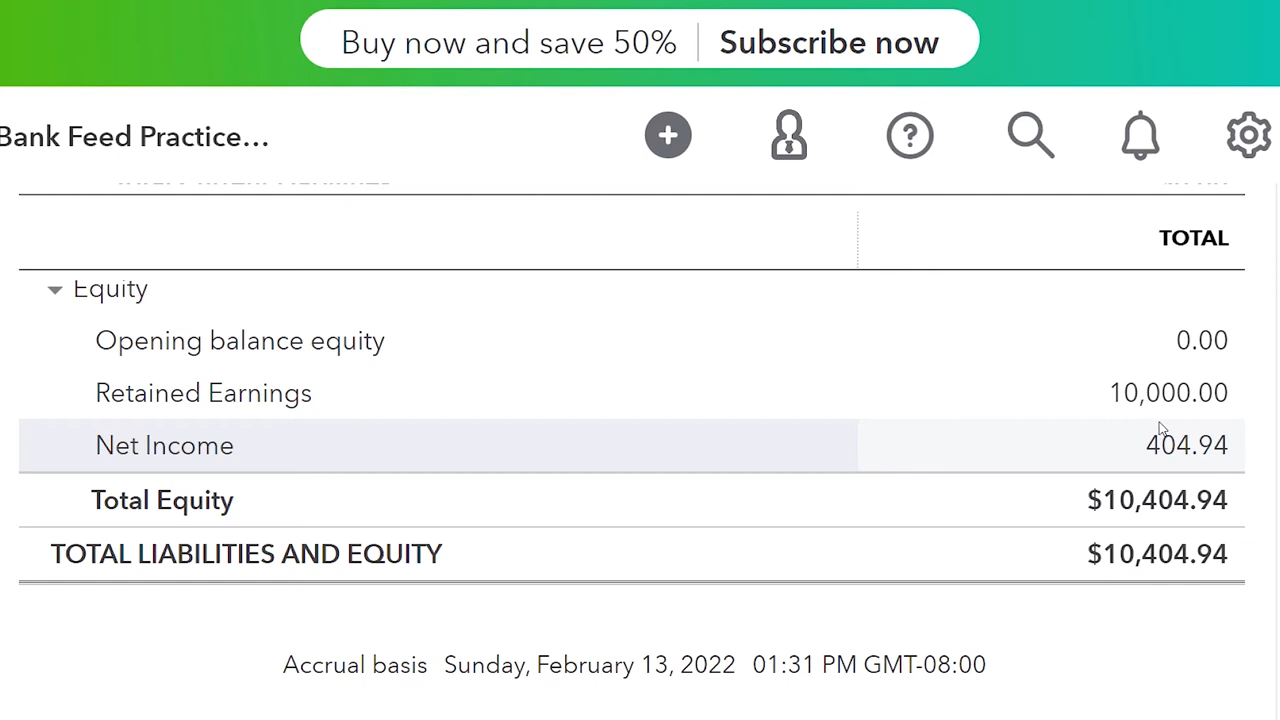 Buy now and save 50% Subscribe now
Bank Feed Practice...
TOTAL
Equity
Opening balance equity 0.00
Retained Earnings 10,000.00
Net Income 404.94
Total Equity $10,404.94
TOTAL LIABILITIES AND EQUITY $10,404.94
Accrual basis Sunday, February 13, 2022 01:31 PM GMT-08:00